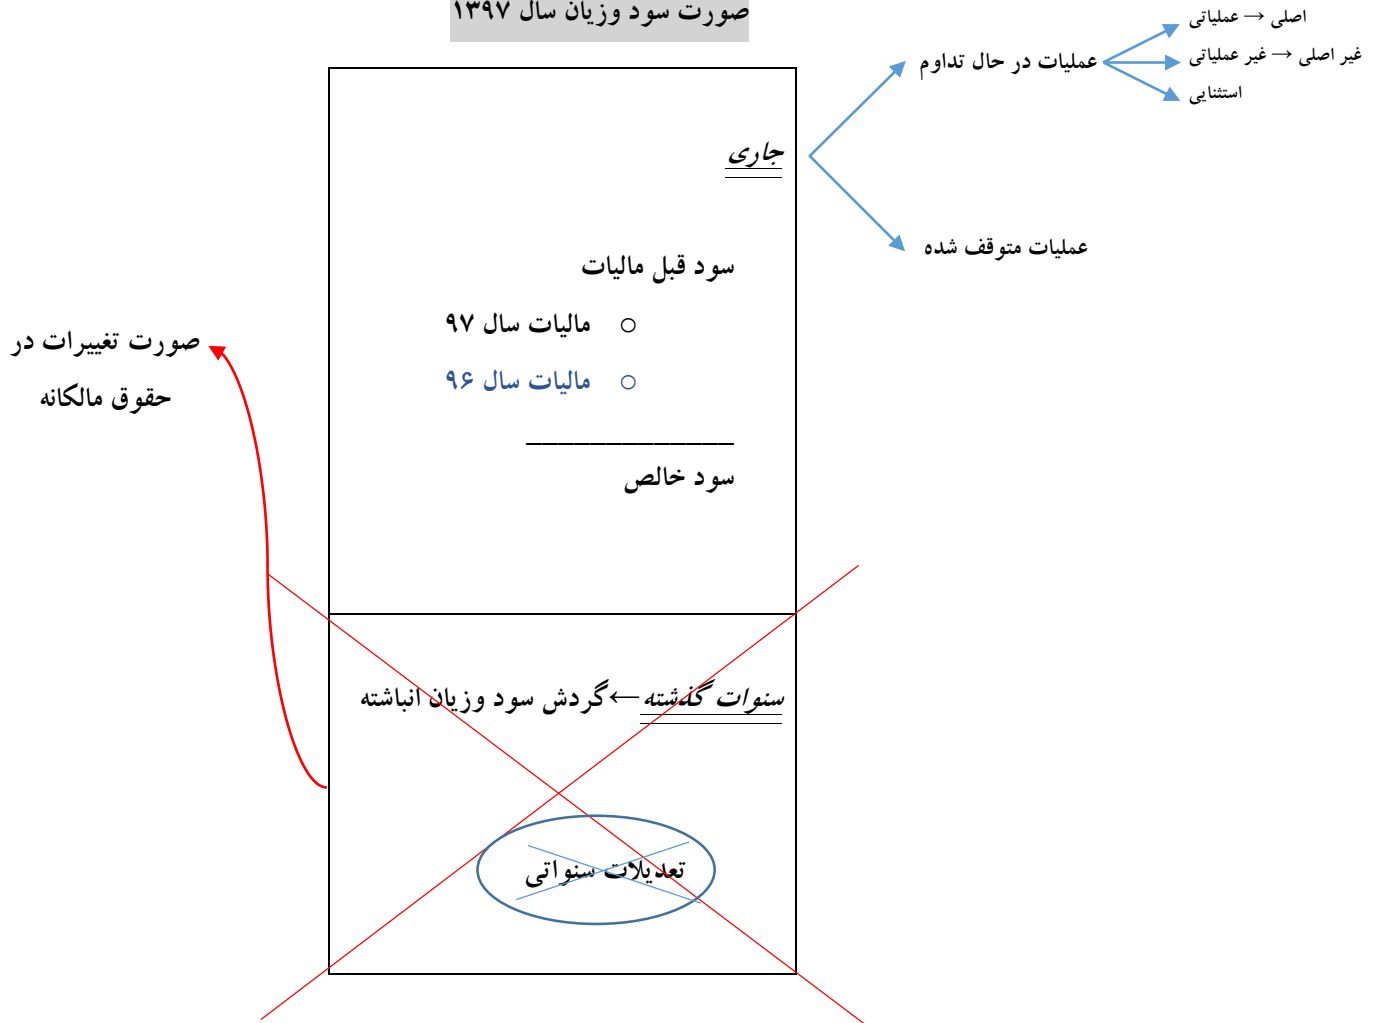 صورت سود وزیان سال ۱۳۹۷
اصلی → عملیاتی
عملیات در حال تداوم
غیر اصلی → غیر عملیاتی
استثنایی
جاری
عملیات متوقف شده
سود قبل مالیات
○ مالیات سال ۹۷
○ مالیات سال ۹۶
سود خالص
صورت تغییرات در
حقوق مالکانه
سنوات گذشته←گردش سود وزیان انباشته
تعدیلات سنواتی